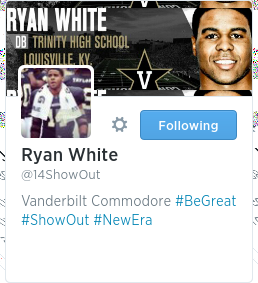 RYAN WHITE
DB TRINITY HIGH SCHOOL
LOUISVILLE, KY.
V
Following
Ryan White
@14ShowOut
Vanderbilt Commodore #BeGreat
#ShowOut #NewEra